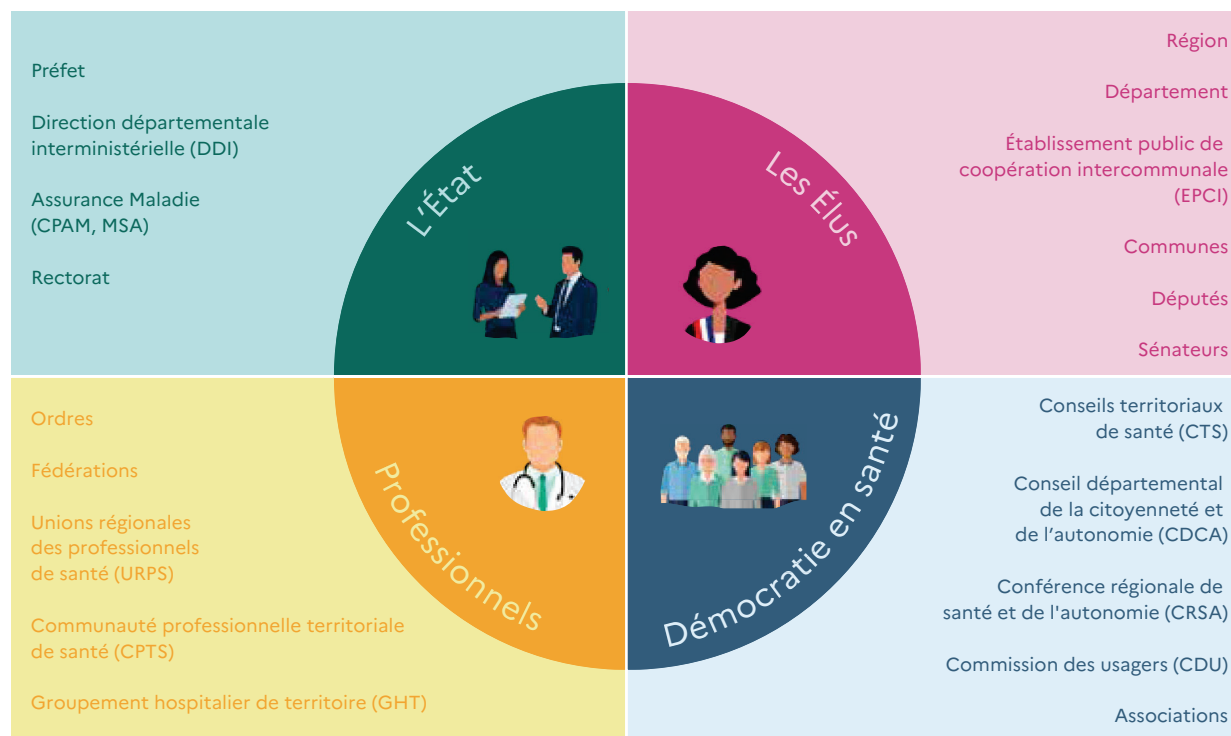 L'État
Préfet
Direction départementale
interministérielle (DDI)
Assurance Maladie
(CPAM, MSA)
Rectorat
Les Élus
Région
Département
Établissement public de
coopération intercommunale
(EPCI)
Communes
Députés
Sénateurs
Professionnels
Ordres
Fédérations
Unions régionales
des professionnels
de santé (URPS)
Communauté professionnelle territoriale
de santé (CPTS)
Groupement hospitalier de territoire (GHT)
Démocratie en santé
Conseils territoriaux
de santé (CTS)
Conseil départemental
de la citoyenneté et
de l'autonomie (CDCA)
Conférence régionale de
santé et de l'autonomie (CRSA)
Commission des usagers (CDU)
Associations